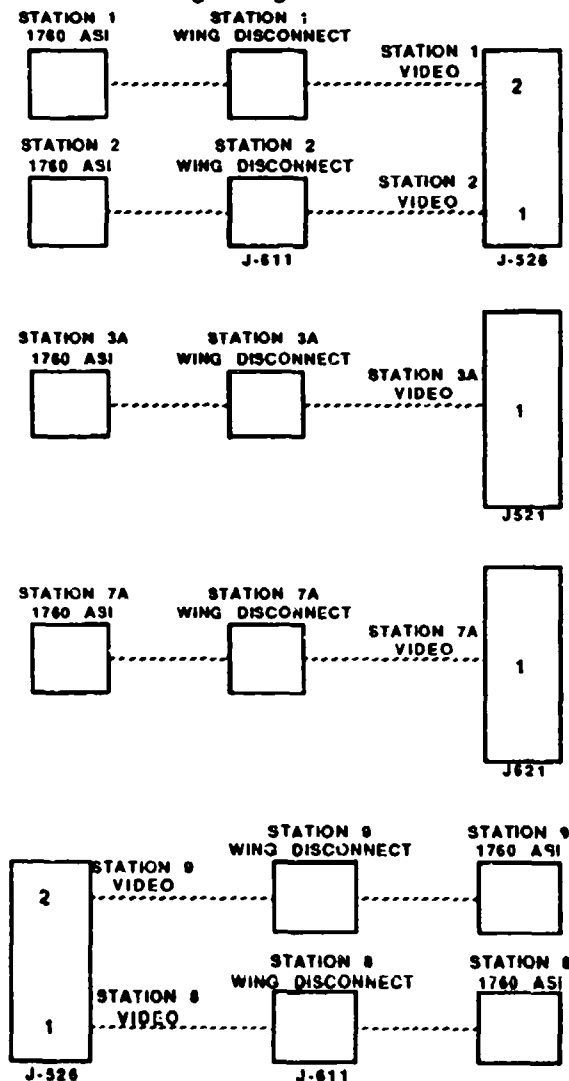 STATION 1
1760 ASI
STATION 1
WING DISCONNECT
STATION 1
VIDEO
2
STATION 2
1760 ASI
STATION 2
WING DISCONNECT
STATION 2
VIDEO
1
J-611
J-526
STATION 3A
1760 ASI
STATION 3A
WING DISCONNECT
STATION 3A
VIDEO
1
J521
STATION 7A
1760 ASI
STATION 7A
WING DISCONNECT
STATION 7A
VIDEO
1
J621
STATION 9
WING DISCONNECT
STATION 9
1760 ASI
STATION 9
VIDEO
2
STATION 8
WING DISCONNECT
STATION 8
1760 ASI
STATION 8
VIDEO
1
J-526
J-611